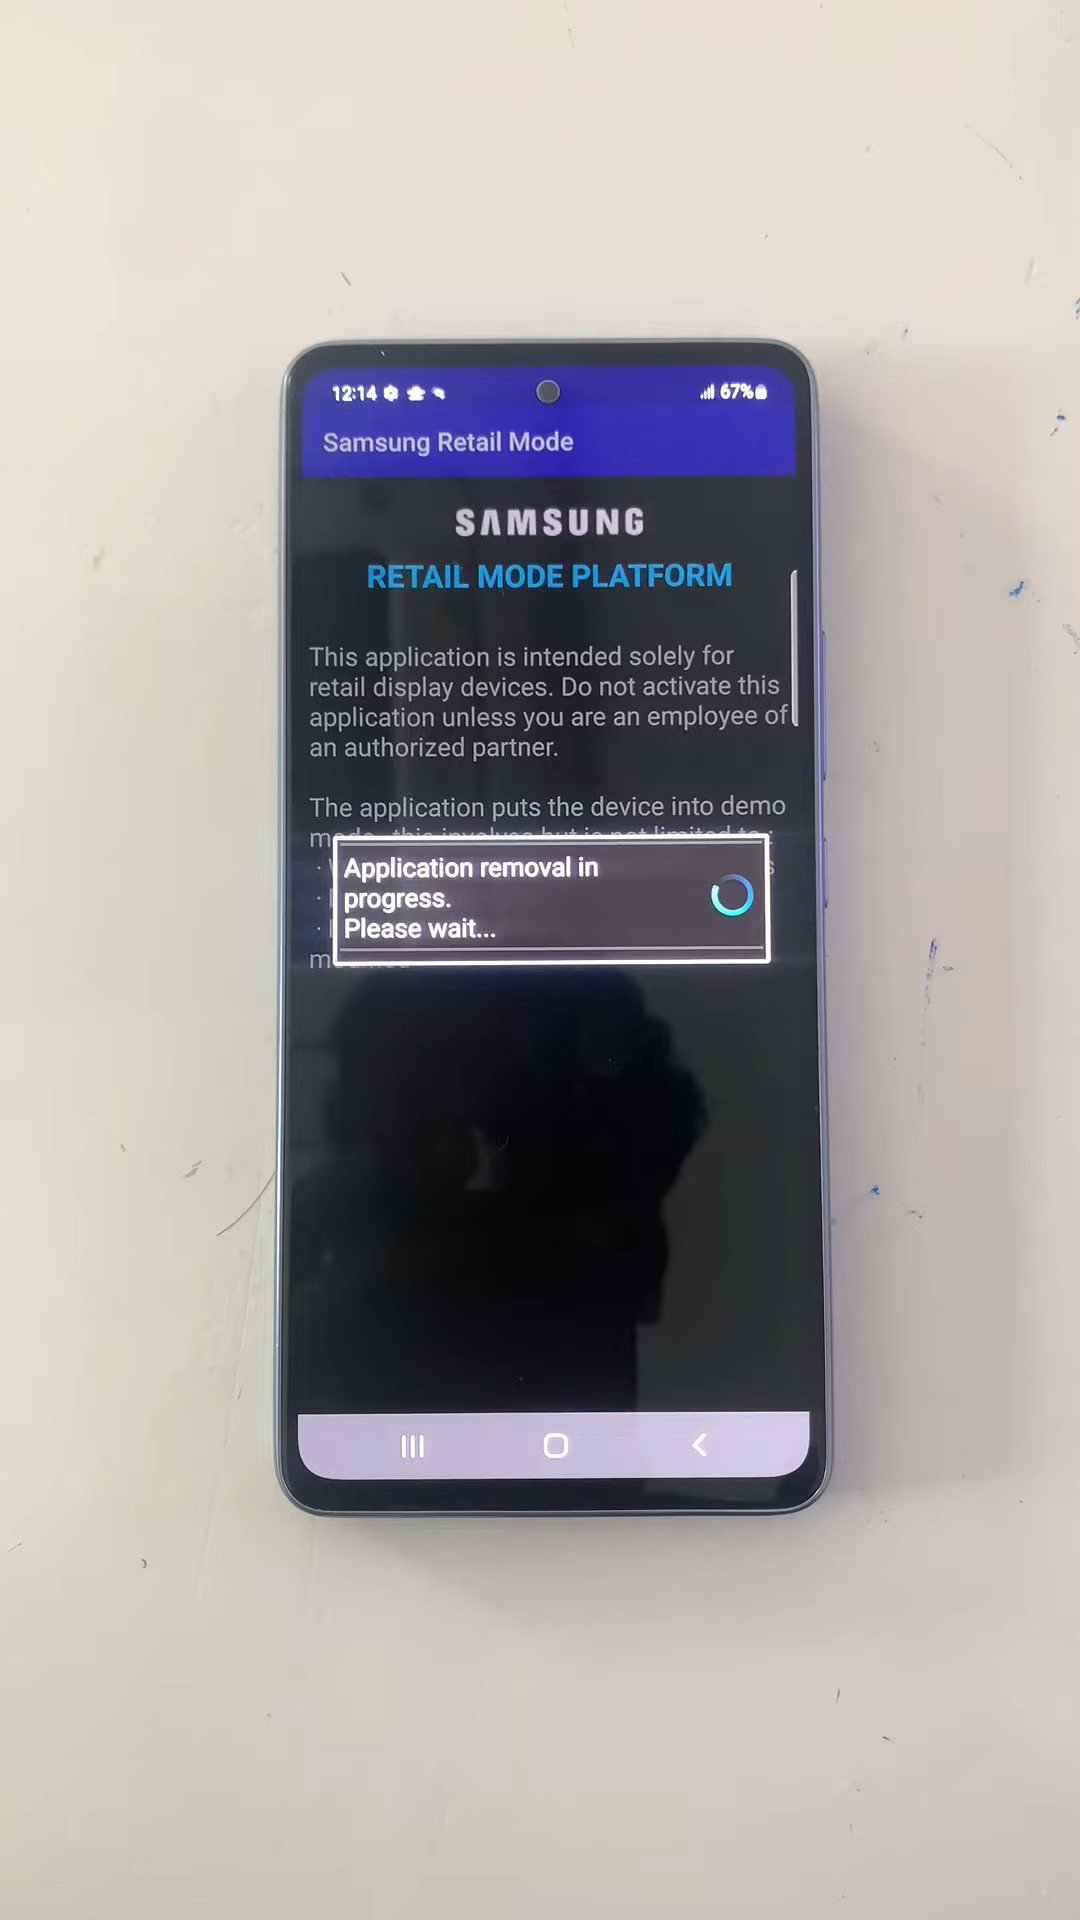 12:14
67%
Samsung Retail Mode
SAMSUNG
RETAIL MODE PLATFORM
This application is intended solely for
retail display devices. Do not activate this
application unless you are an employee of
an authorized partner.
The application puts the device into demo
Application removal in
progress.
Please wait...